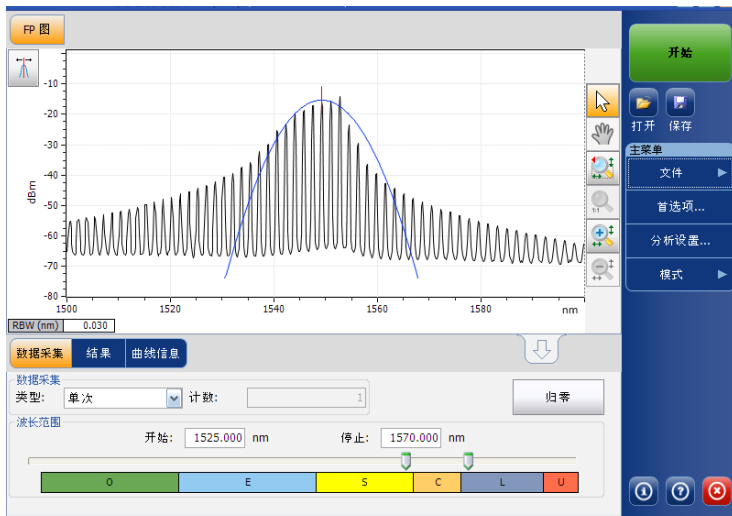 FP 图
开始
-10
-20
-30
-40
-50
-60
-70
-80
dBm
1500 1520 1540 1560 1580 nm
RBW (nm) 0.030
打开 保存
主菜单
文件
首选项...
分析设置...
模式
1:1
数据采集 结果 曲线信息
数据采集
类型: 单次 计数: 1
归零
波长范围
开始: 1525.000 nm 停止: 1570.000 nm
O E S C L U